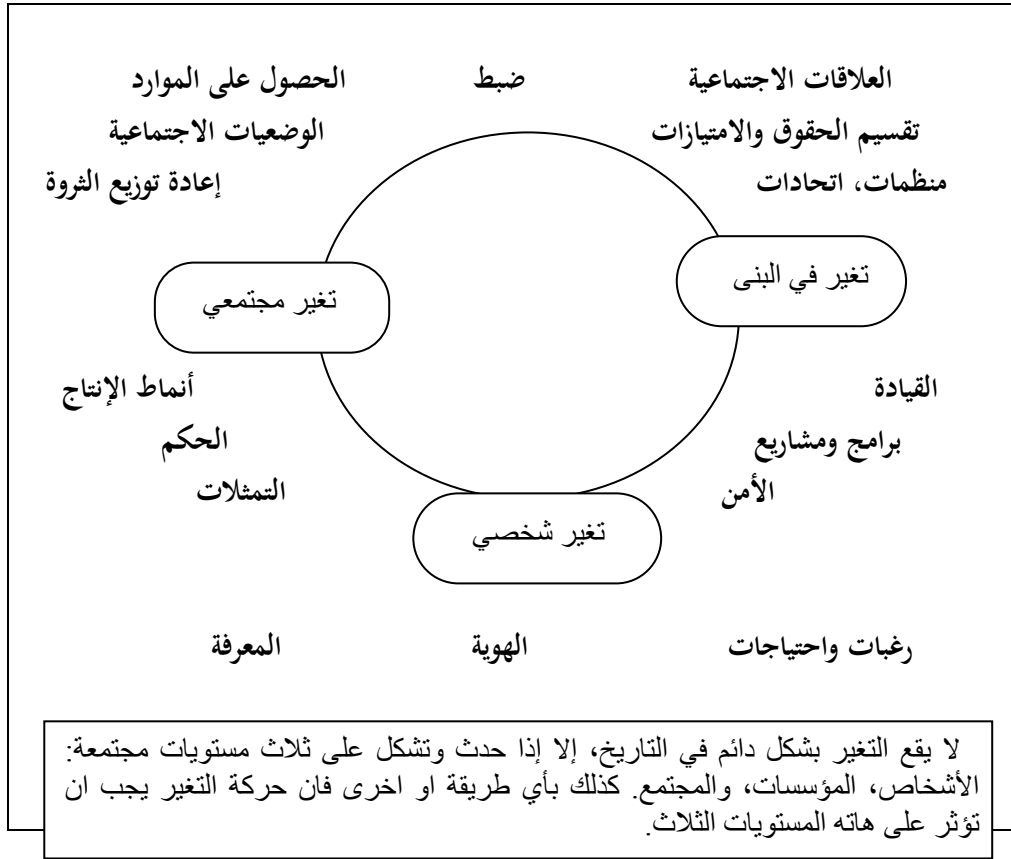 العلاقات الاجتماعية
ضبط
الحصول على الموارد
تقسيم الحقوق والامتيازات
الوضعيات الاجتماعية
منظمات، اتحادات
إعادة توزيع الثروة
تغير في البنى
تغير مجتمعي
القيادة
أنماط الإنتاج
برامج ومشاريع
الحكم
الأمن
التمثلات
تغير شخصي
رغبات واحتياجات
الهوية
المعرفة
لا يقع التغير بشكل دائم في التاريخ، إلا إذا حدث وتشكل على ثلاث مستويات مجتمعة:
الأشخاص، المؤسسات، والمجتمع. كذلك بأي طريقة او اخرى فان حركة التغير يجب ان
تؤثر على هاته المستويات الثلاث.